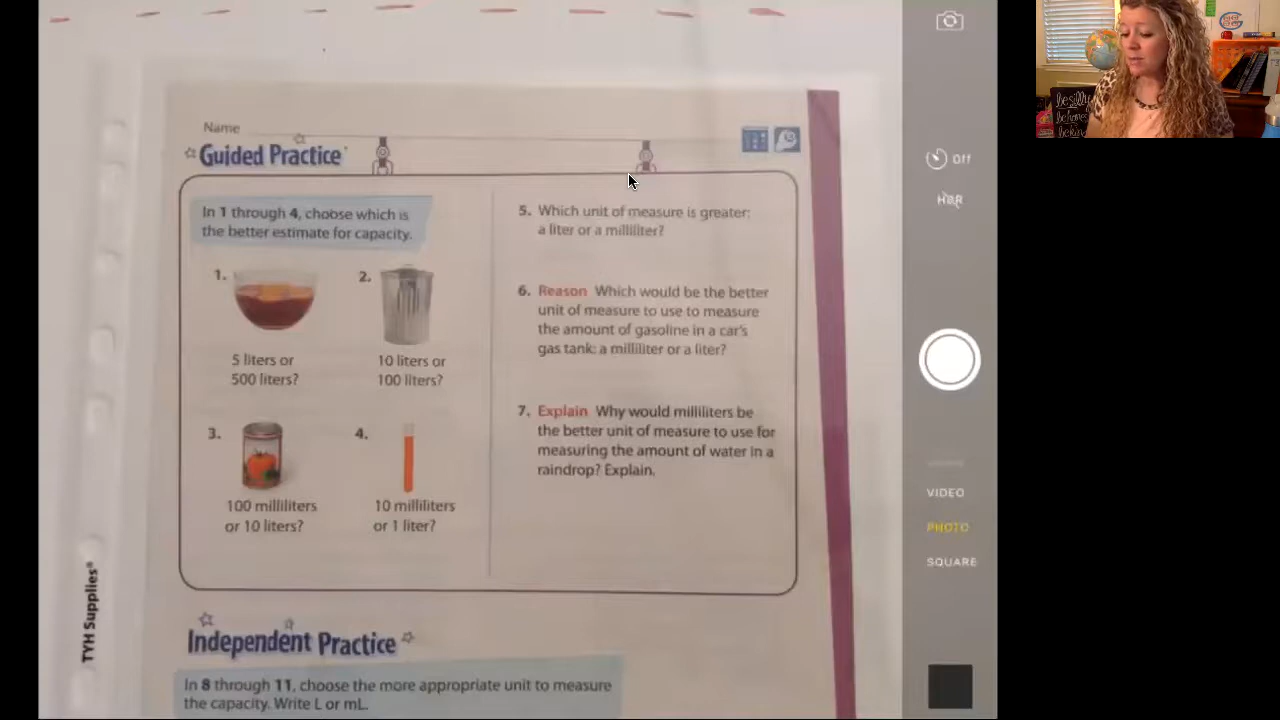 Name
Guided Practice
In 1 through 4, choose which is
the better estimate for capacity.
1.
5 liters or
500 liters?
2.
10 liters or
100 liters?
3.
100 milliliters
or 10 liters?
4.
10 milliliters
or 1 liter?
5. Which unit of measure is greater:
a liter or a milliliter?
6. Reason Which would be the better
unit of measure to use to measure
the amount of gasoline in a car's
gas tank: a milliliter or a liter?
7. Explain Why would milliliters be
the better unit of measure to use for
measuring the amount of water in a
raindrop? Explain.
Independent Practice
In 8 through 11, choose the more appropriate unit to measure
the capacity. Write L or mL.
TYH Supplies®
Off
HDR
VIDEO
PHOTO
SQUARE
be silly
behave